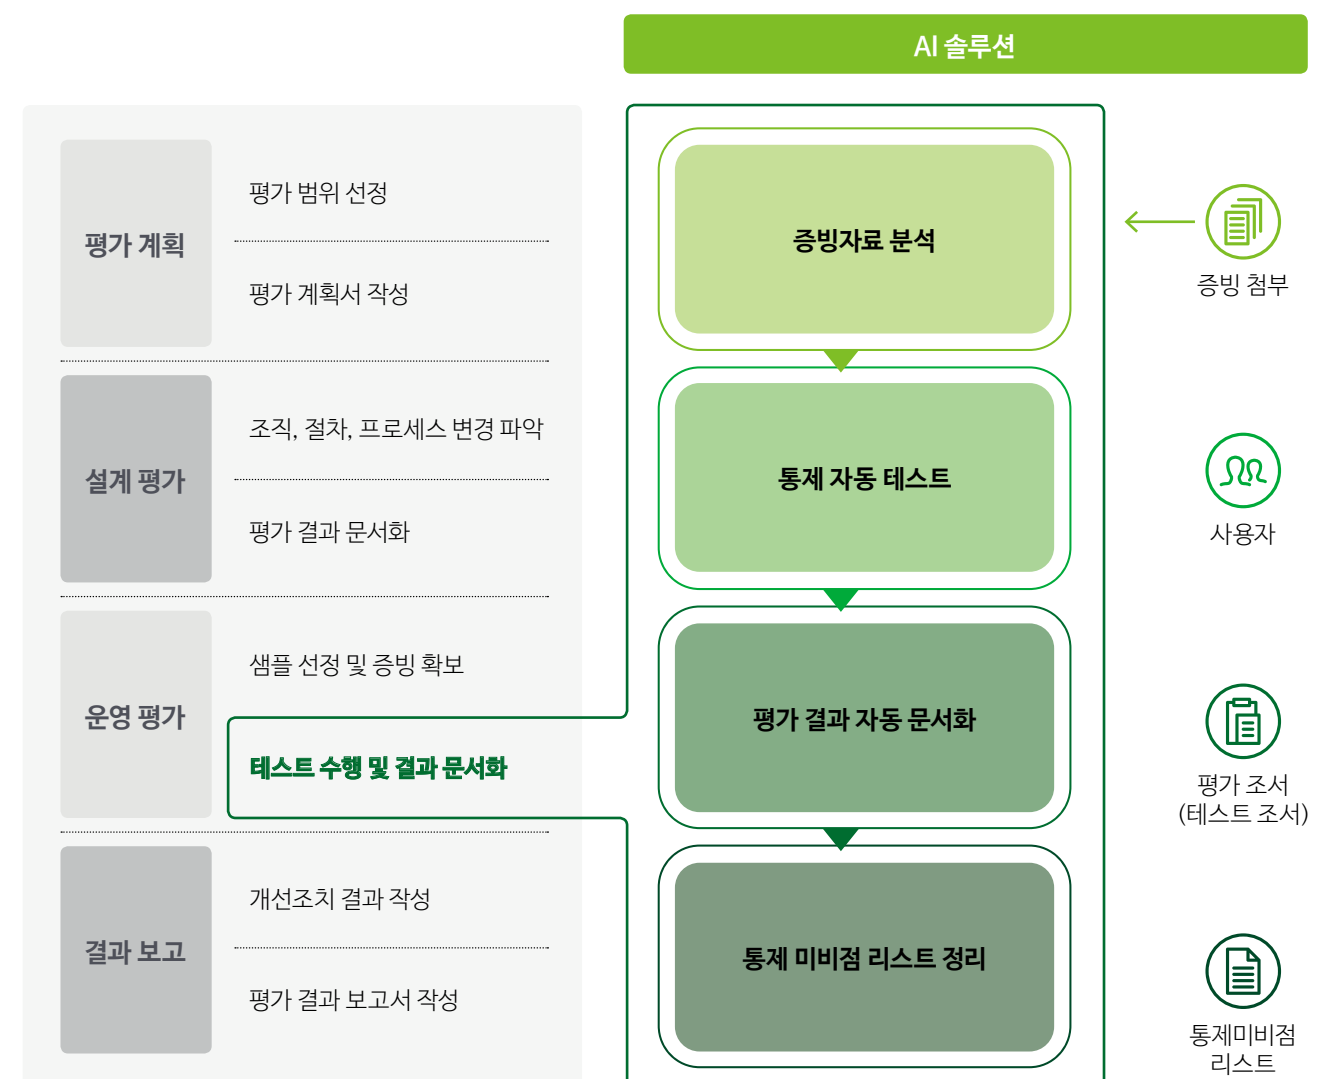 AI 솔루션
평가 계획
평가 범위 선정
평가 계획서 작성
설계 평가
조직, 절차, 프로세스 변경 파악
평가 결과 문서화
운영 평가
샘플 선정 및 증빙 확보
테스트 수행 및 결과 문서화
결과 보고
개선조치 결과 작성
평가 결과 보고서 작성
증빙자료 분석
통제 자동 테스트
평가 결과 자동 문서화
통제 미비점 리스트 정리
증빙 첨부
사용자
평가 조서
(테스트 조서)
통제미비점
리스트